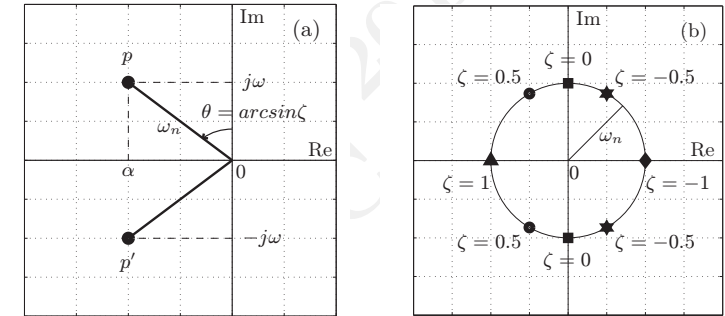 Im
(a)
p
jω
θ = arcsinζ
ωₙ
Re
α
0
−jω
p′
Im
(b)
ζ = 0
ζ = 0.5
ζ = −0.5
ωₙ
Re
0
ζ = 1
ζ = −1
ζ = 0.5
ζ = −0.5
ζ = 0